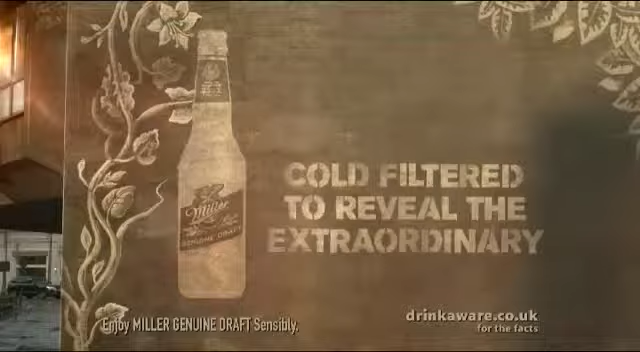 Miller
GENUINE DRAFT
COLD FILTERED
TO REVEAL THE
EXTRAORDINARY
Enjoy MILLER GENUINE DRAFT Sensibly.
drinkaware.co.uk
for the facts